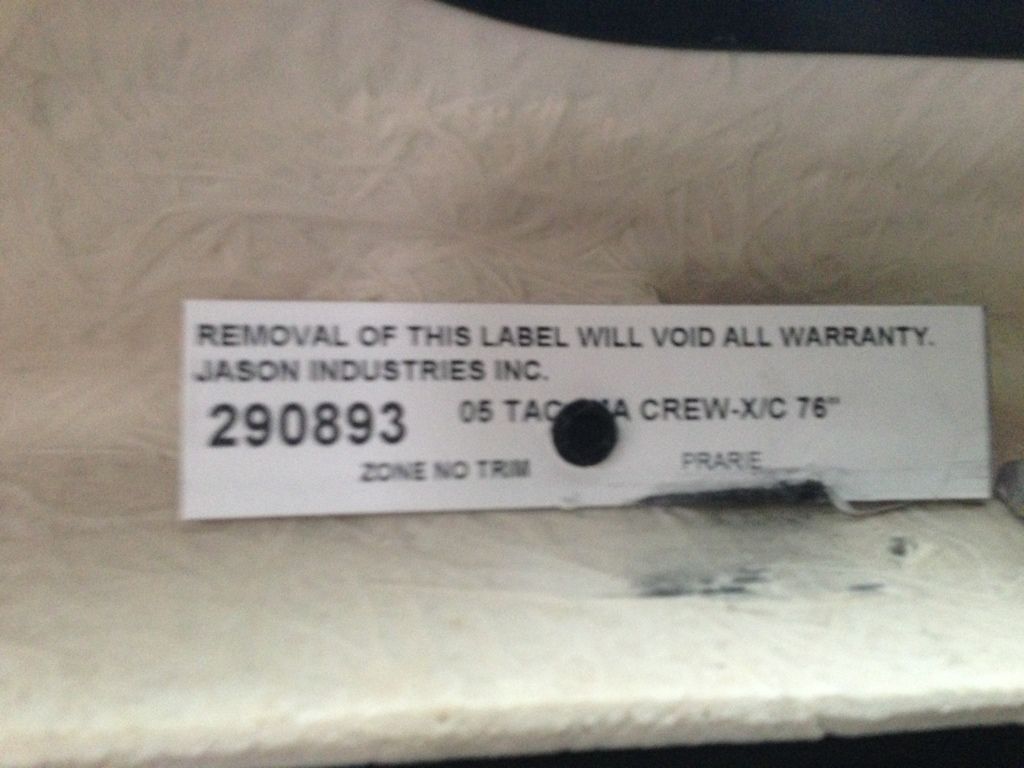 REMOVAL OF THIS LABEL WILL VOID ALL WARRANTY.
JASON INDUSTRIES INC.
290893 05 CREW-X/C 76"
ZONE NO TRIM PRARIE